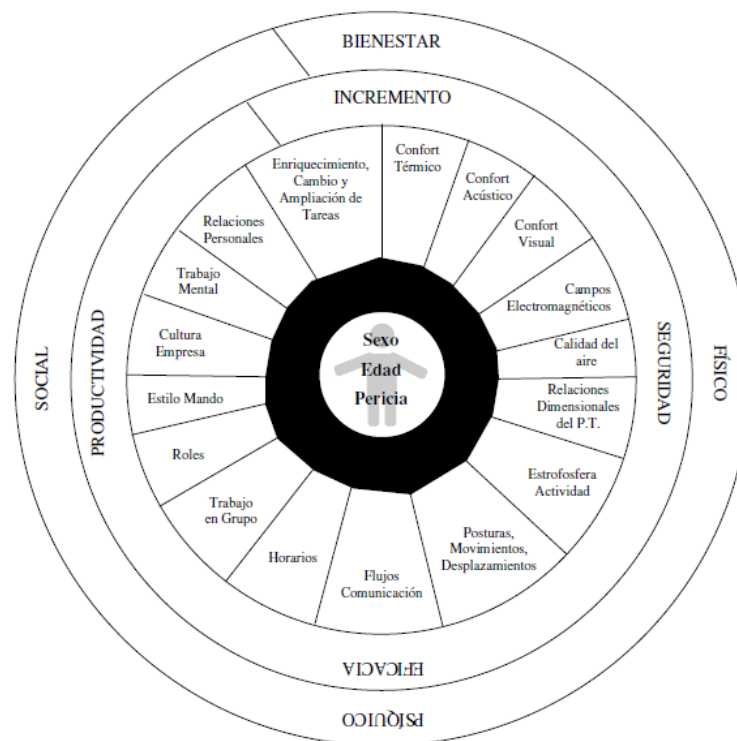 BIENESTAR
INCREMENTO
Enriquecimiento,
Cambio y
Ampliación de
Tareas
Confort
Térmico
Confort
Acústico
Confort
Visual
Campos
Electromagnéticos
Calidad del
aire
Relaciones
Dimensionales
del P.T.
Estrofosfera
Actividad
Posturas,
Movimientos,
Desplazamientos
Flujos
Comunicación
Horarios
Trabajo
en Grupo
Roles
Estilo Mando
Cultura
Empresa
Trabajo
Mental
Relaciones
Personales
Sexo
Edad
Pericia
SEGURIDAD
FÍSICO
EFICACIA
PSÍQUICO
PRODUCTIVIDAD
SOCIAL